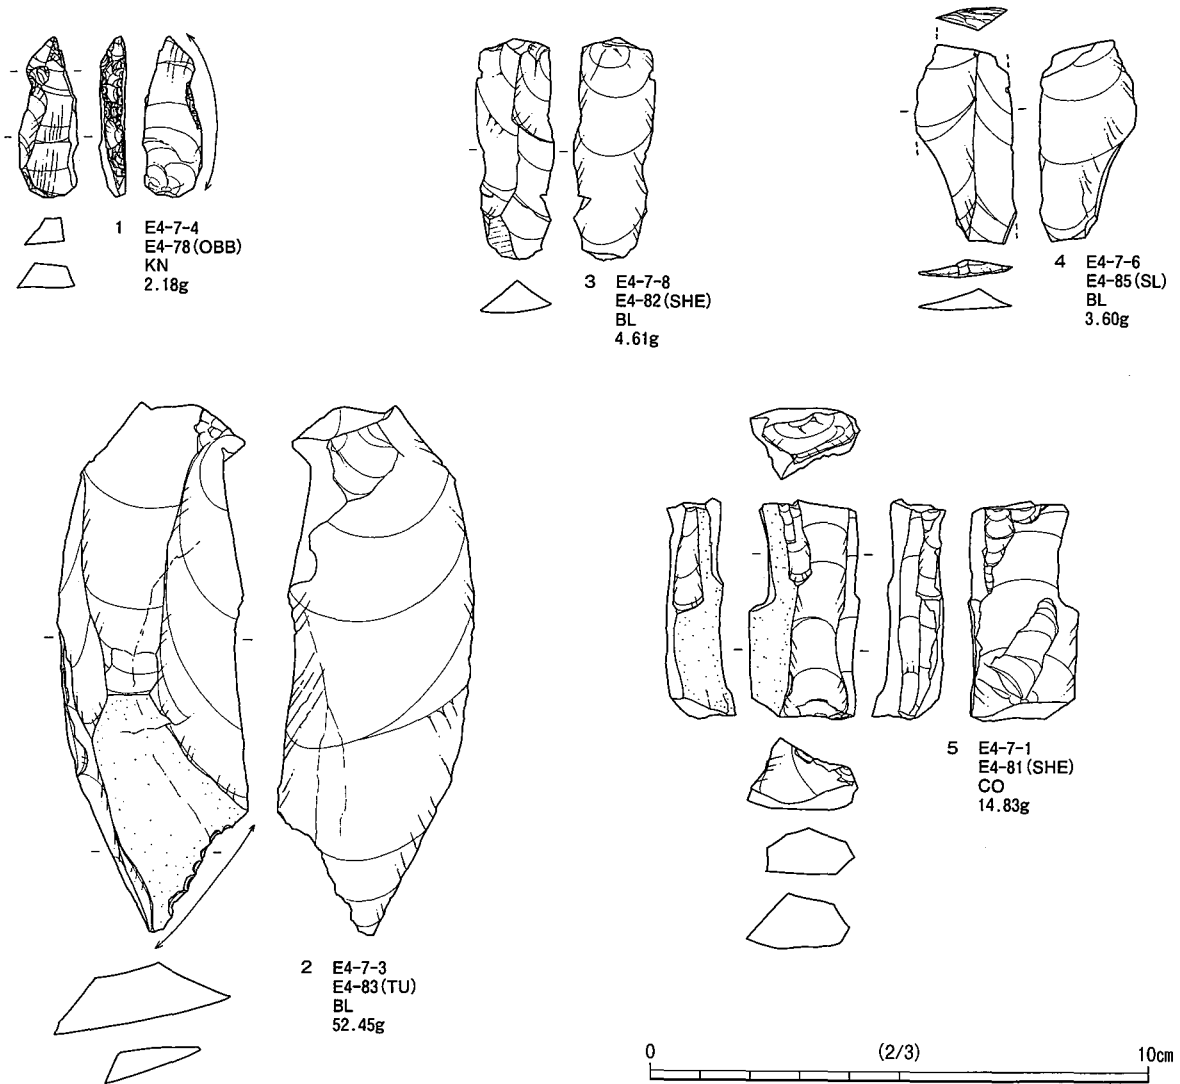 1 E4-7-4
E4-78(OBB)
KN
2.18g
3 E4-7-8
E4-82(SHE)
BL
4.61g
4 E4-7-6
E4-85(SL)
BL
3.60g
2 E4-7-3
E4-83(TU)
BL
52.45g
5 E4-7-1
E4-81(SHE)
CO
14.83g
0 (2/3) 10cm